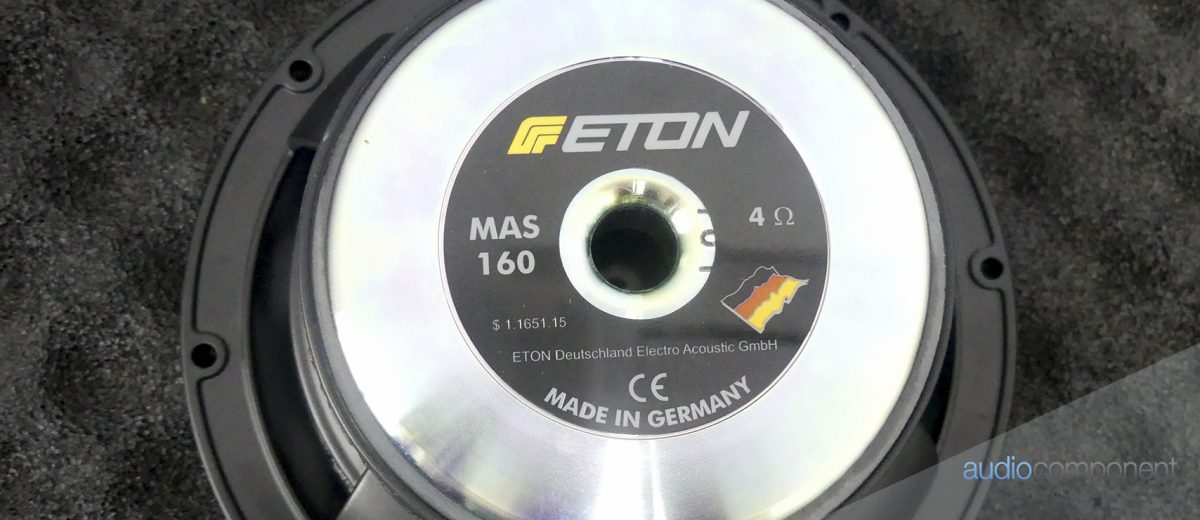 ETON
MAS
160
4 Ω
$ 1.1651.15
ETON Deutschland Electro Acoustic GmbH
CE
MADE IN GERMANY
audiocomponent